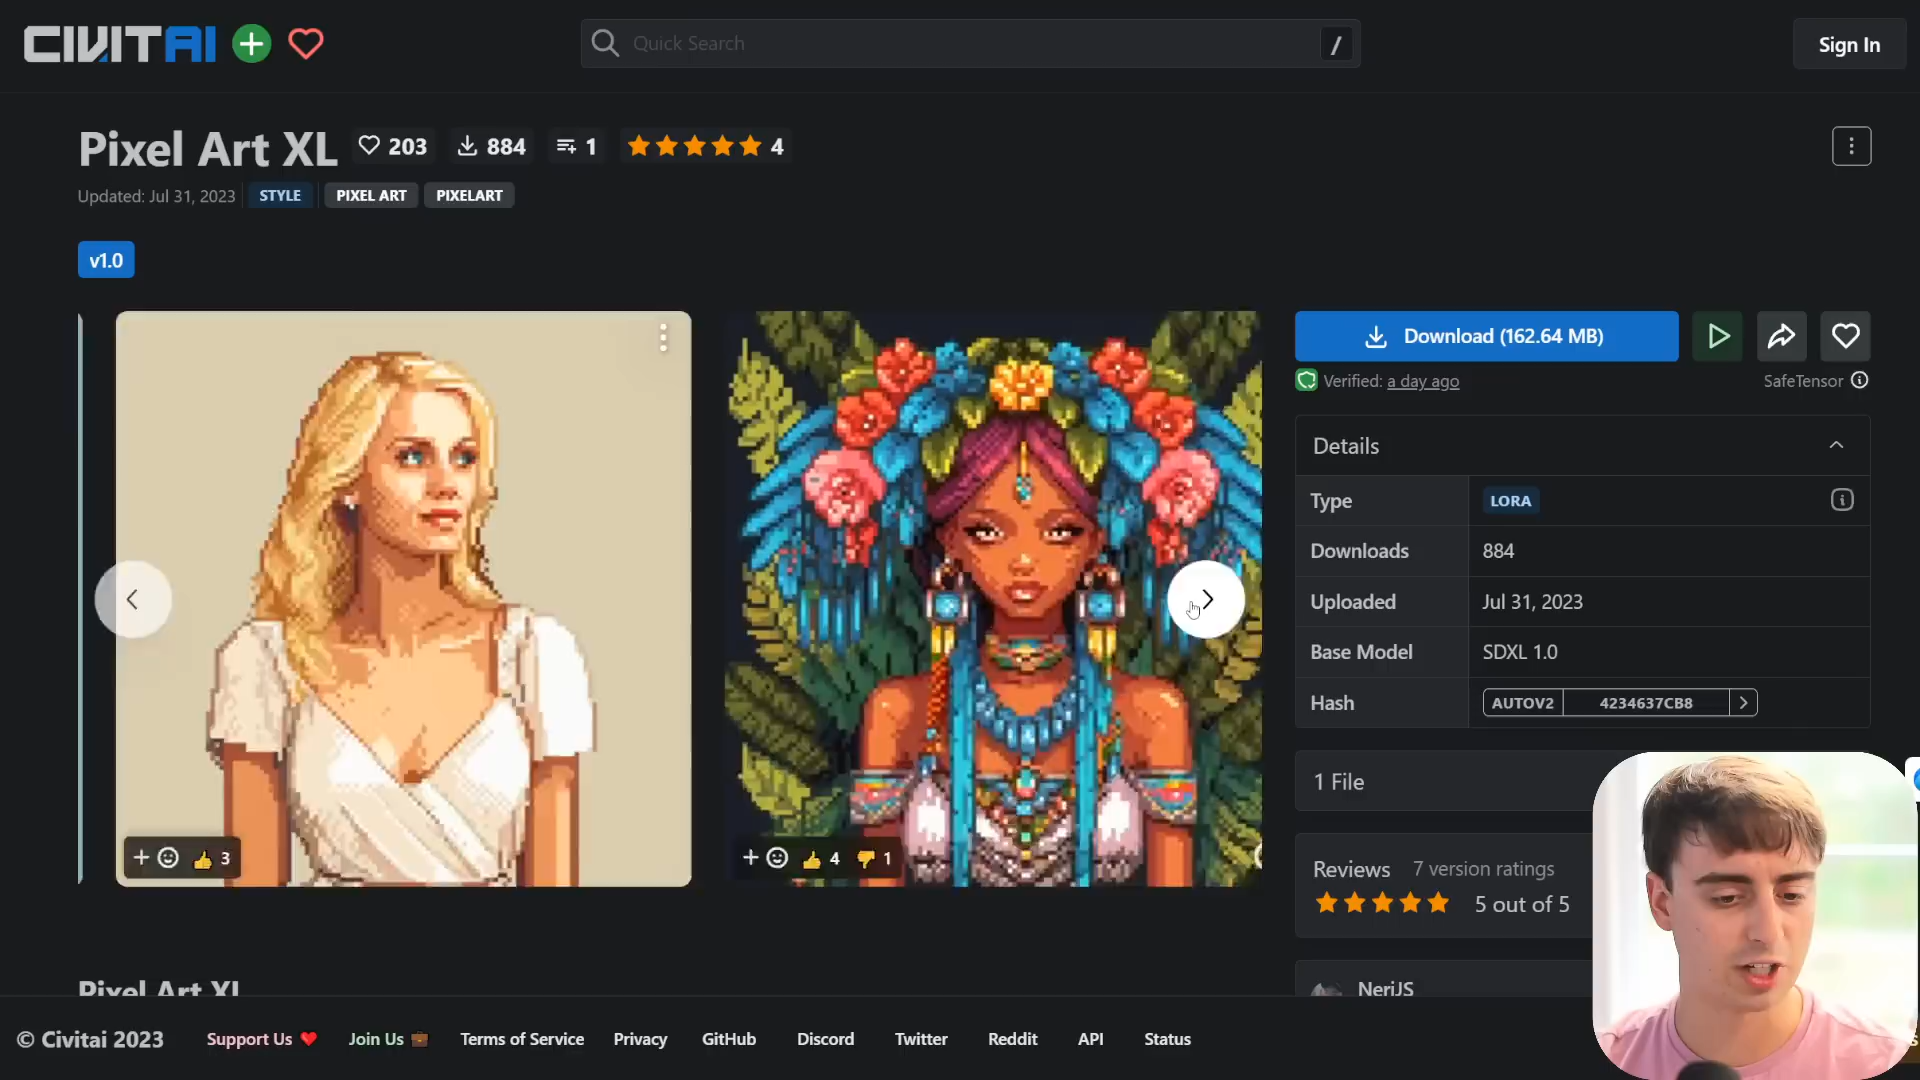 CIVITAI
Quick Search
/
Sign In
Pixel Art XL
203
884
1
4
Updated: Jul 31, 2023
STYLE
PIXEL ART
PIXELART
v1.0
Download (162.64 MB)
Verified: a day ago
SafeTensor
Details
Type
LORA
Downloads
884
Uploaded
Jul 31, 2023
Base Model
SDXL 1.0
Hash
AUTOV2
4234637CB8
3
4
1
1 File
Reviews
7 version ratings
5 out of 5
NeriJS
Pixel Art XL
© Civitai 2023
Support Us
Join Us
Terms of Service
Privacy
GitHub
Discord
Twitter
Reddit
API
Status